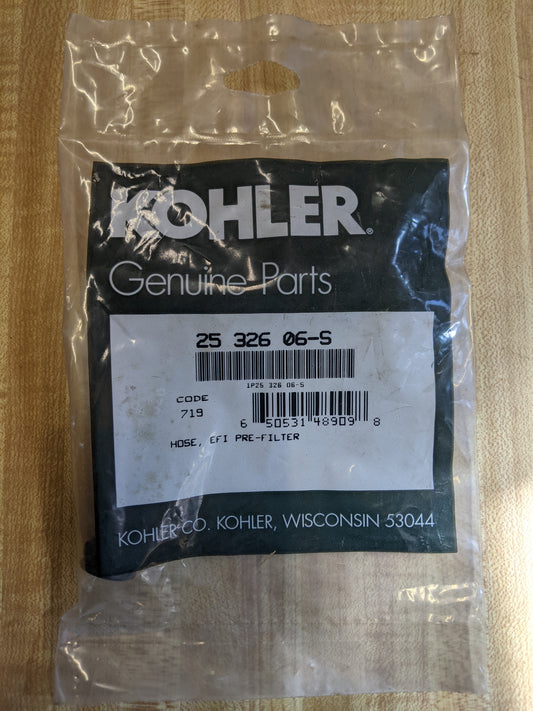 KOHLER®
Genuine Parts
25 326 06-S
1P25 326 06-S
CODE
719
6 50531 48909 8
HOSE, EFI PRE-FILTER
KOHLER CO. KOHLER, WISCONSIN 53044